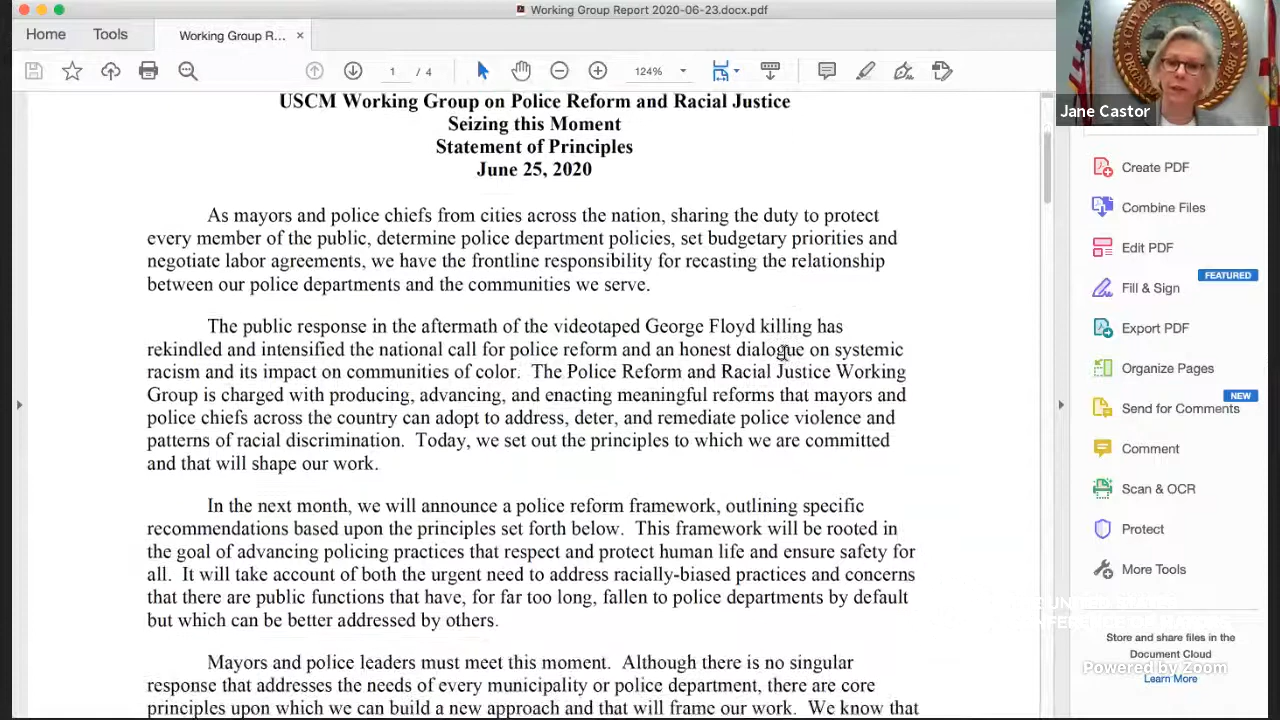 Working Group Report 2020-06-23.docx.pdf
Home
Tools
Working Group R...
×
1
/ 4
124%
Jane Castor
USCM Working Group on Police Reform and Racial Justice
Seizing this Moment
Statement of Principles
June 25, 2020
As mayors and police chiefs from cities across the nation, sharing the duty to protect
every member of the public, determine police department policies, set budgetary priorities and
negotiate labor agreements, we have the frontline responsibility for recasting the relationship
between our police departments and the communities we serve.
The public response in the aftermath of the videotaped George Floyd killing has
rekindled and intensified the national call for police reform and an honest dialogue on systemic
racism and its impact on communities of color. The Police Reform and Racial Justice Working
Group is charged with producing, advancing, and enacting meaningful reforms that mayors and
police chiefs across the country can adopt to address, deter, and remediate police violence and
patterns of racial discrimination. Today, we set out the principles to which we are committed
and that will shape our work.
In the next month, we will announce a police reform framework, outlining specific
recommendations based upon the principles set forth below. This framework will be rooted in
the goal of advancing policing practices that respect and protect human life and ensure safety for
all. It will take account of both the urgent need to address racially-biased practices and concerns
that there are public functions that have, for far too long, fallen to police departments by default
but which can be better addressed by others.
Mayors and police leaders must meet this moment. Although there is no singular
response that addresses the needs of every municipality or police department, there are core
principles upon which we can build a new approach and that will frame our work. We know that
Create PDF
Combine Files
Edit PDF
FEATURED
Fill & Sign
Export PDF
Organize Pages
NEW
Send for Comments
Comment
Scan & OCR
Protect
More Tools
Store and share files in the
Document Cloud
Powered by Zoom
Learn More